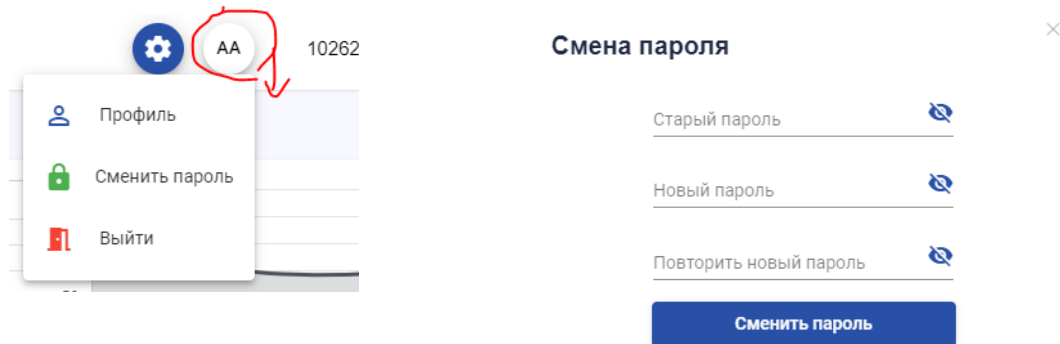 AA
10262
Профиль
Сменить пароль
Выйти
Смена пароля
Старый пароль
Новый пароль
Повторить новый пароль
Сменить пароль